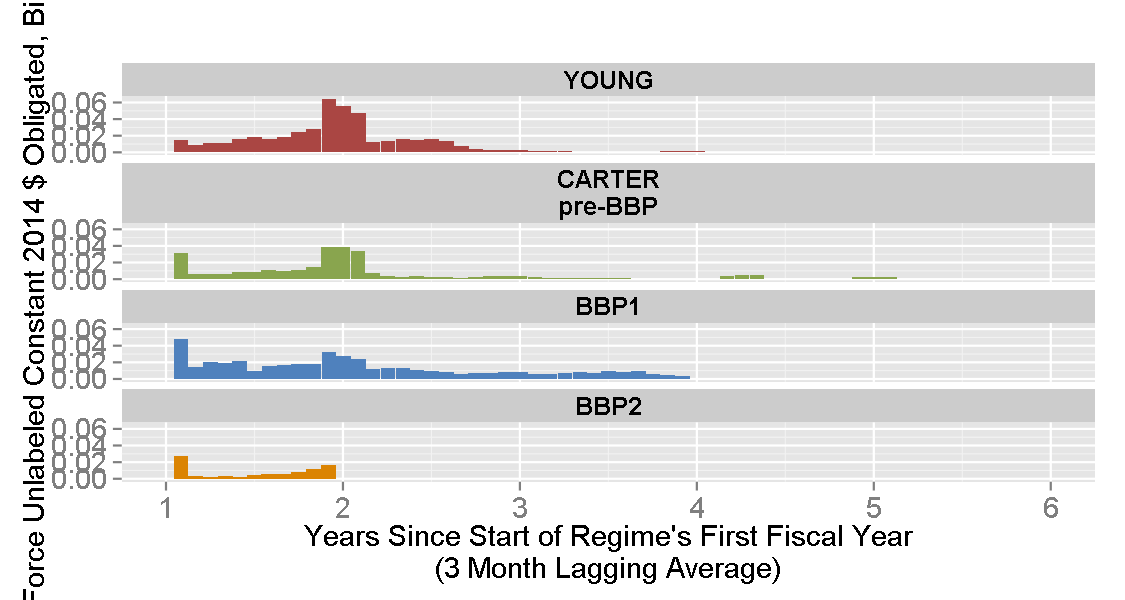 Force Unlabeled Constant 2014 $ Obligated, Bi
YOUNG
0.06
0.04
0.02
0.00
CARTER
pre-BBP
0.06
0.04
0.02
0.00
BBP1
0.06
0.04
0.02
0.00
BBP2
0.06
0.04
0.02
0.00
1 2 3 4 5 6
Years Since Start of Regime's First Fiscal Year
(3 Month Lagging Average)